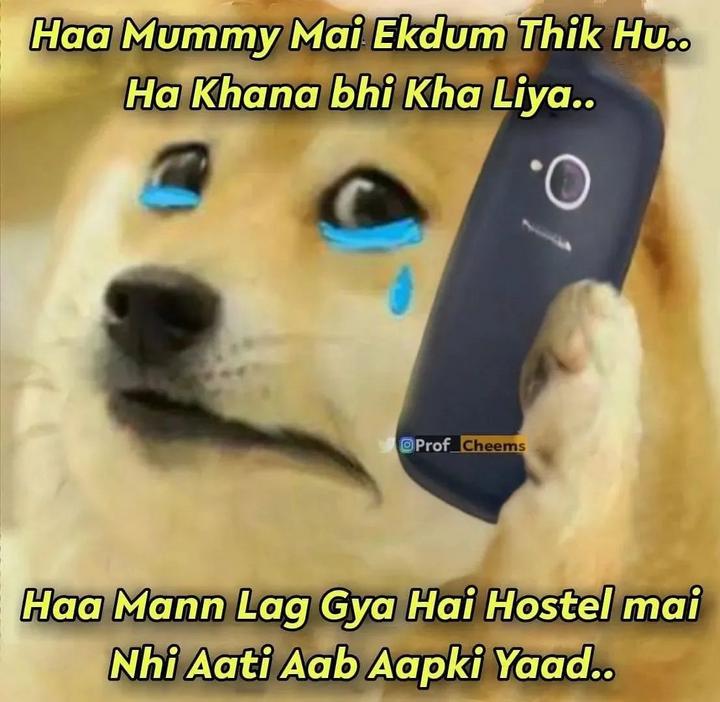 Haa Mummy Mai Ekdum Thik Hu..
Ha Khana bhi Kha Liya..
NOKIA
Prof_Cheems
Haa Mann Lag Gya Hai Hostel mai
Nhi Aati Aab Aapki Yaad..